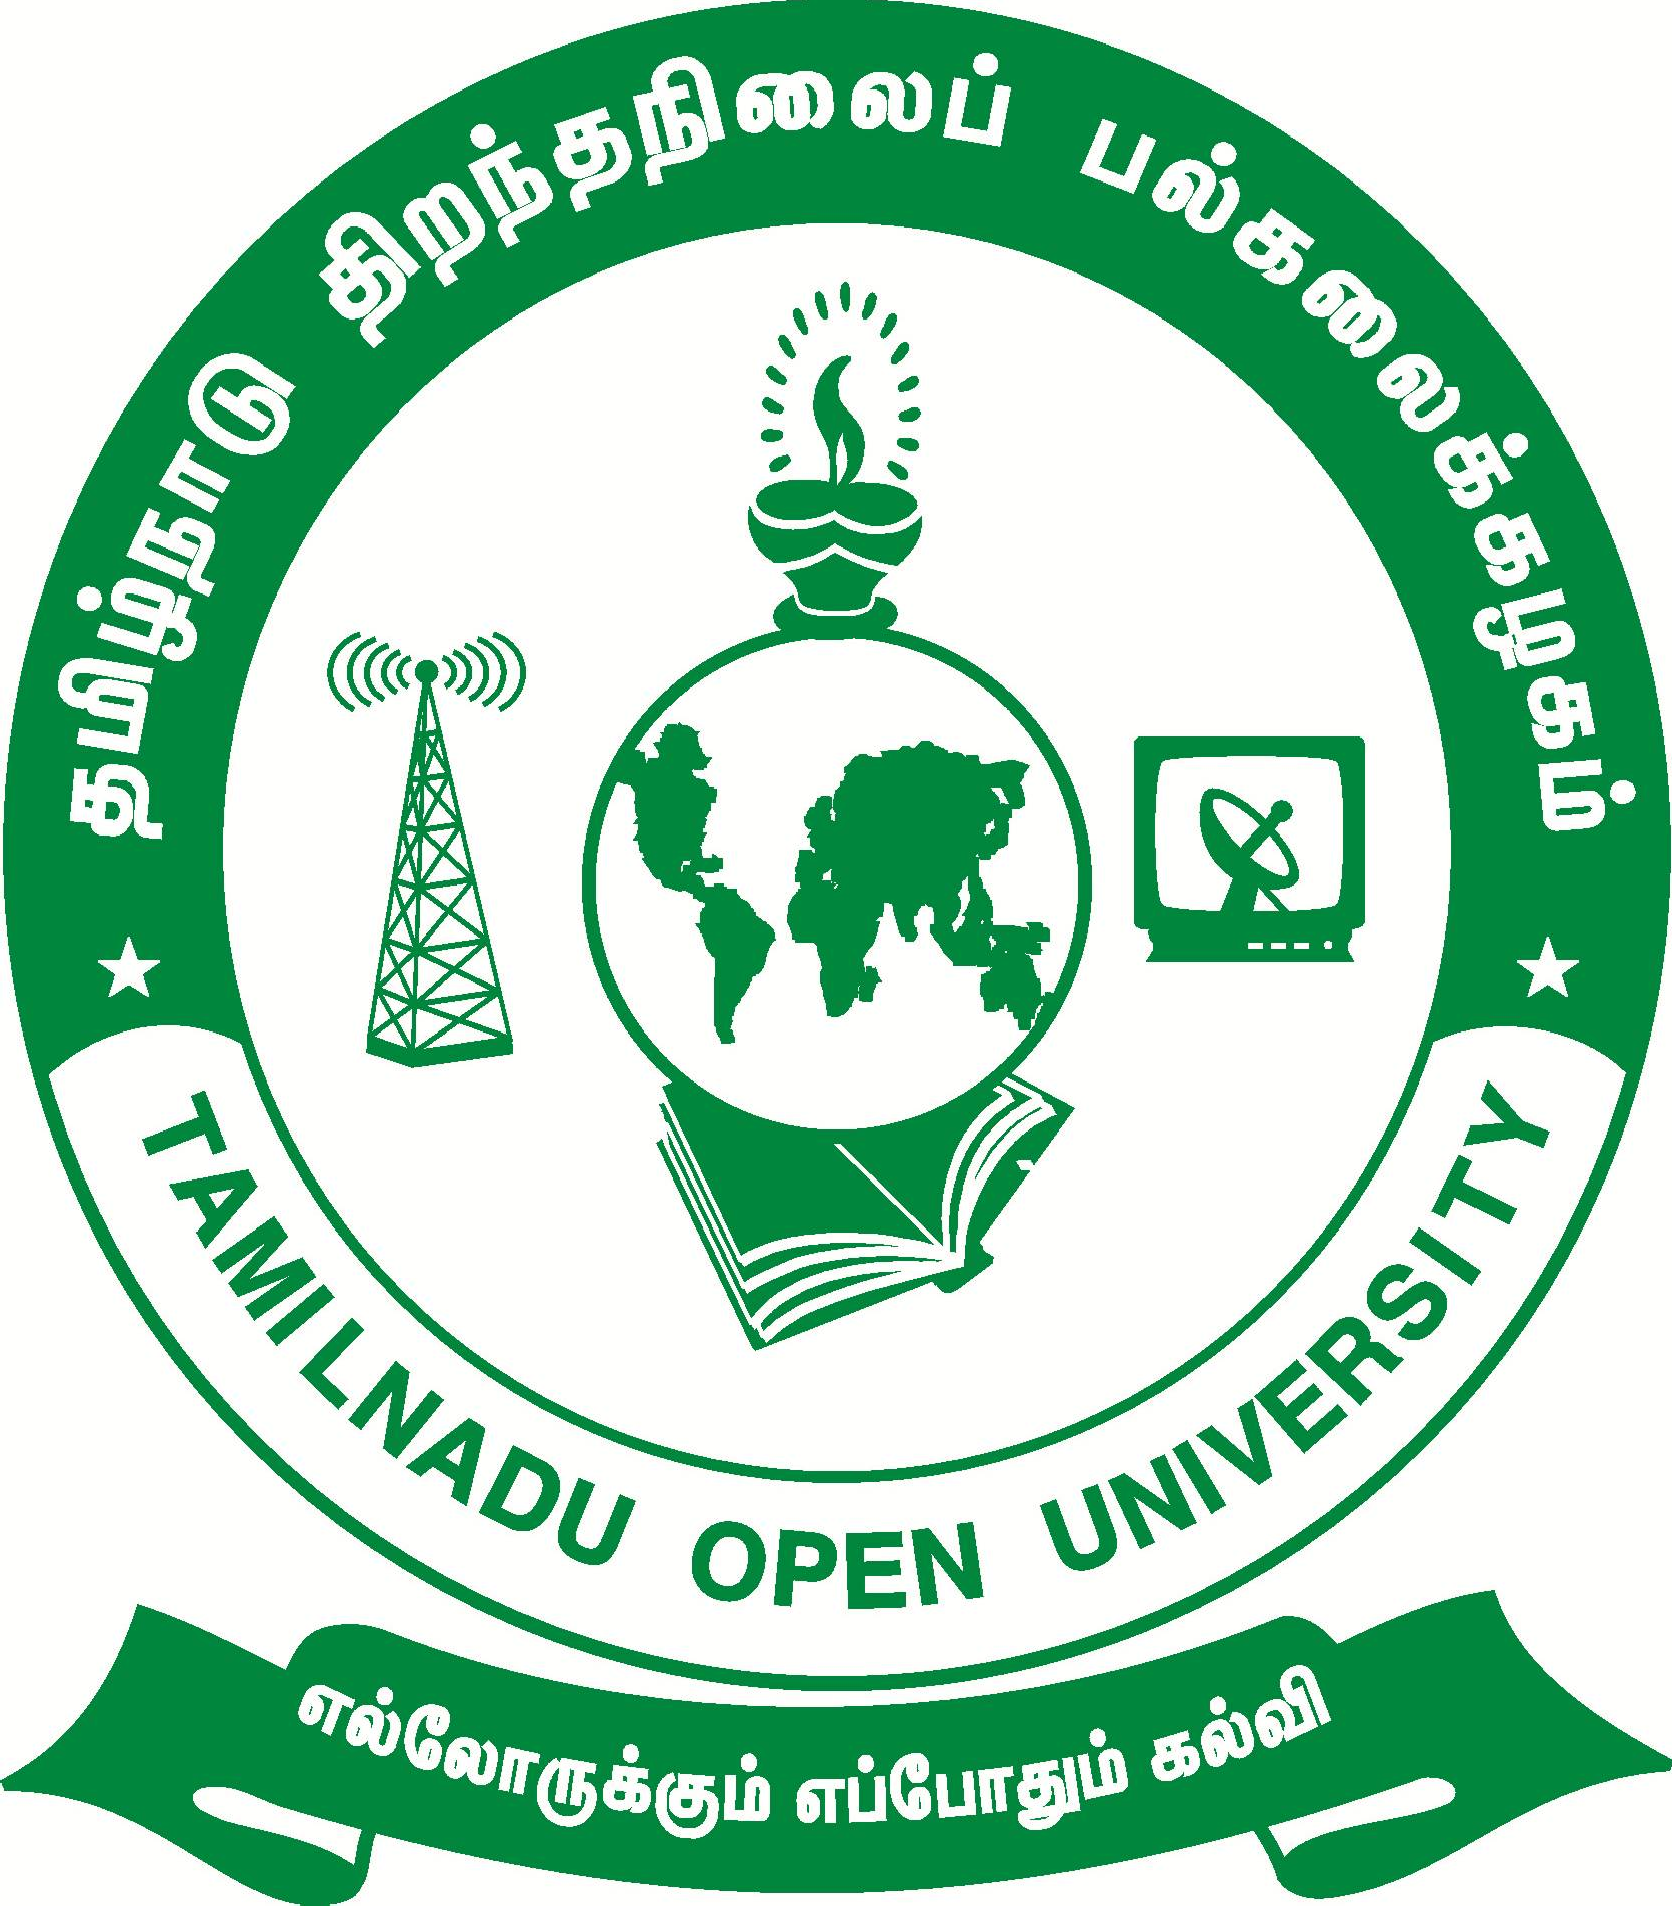 தமிழ்நாடு திறந்தநிலைப் பல்கலைக்கழகம்
TAMILNADU OPEN UNIVERSITY
எல்லோருக்கும் எப்போதும் கல்வி